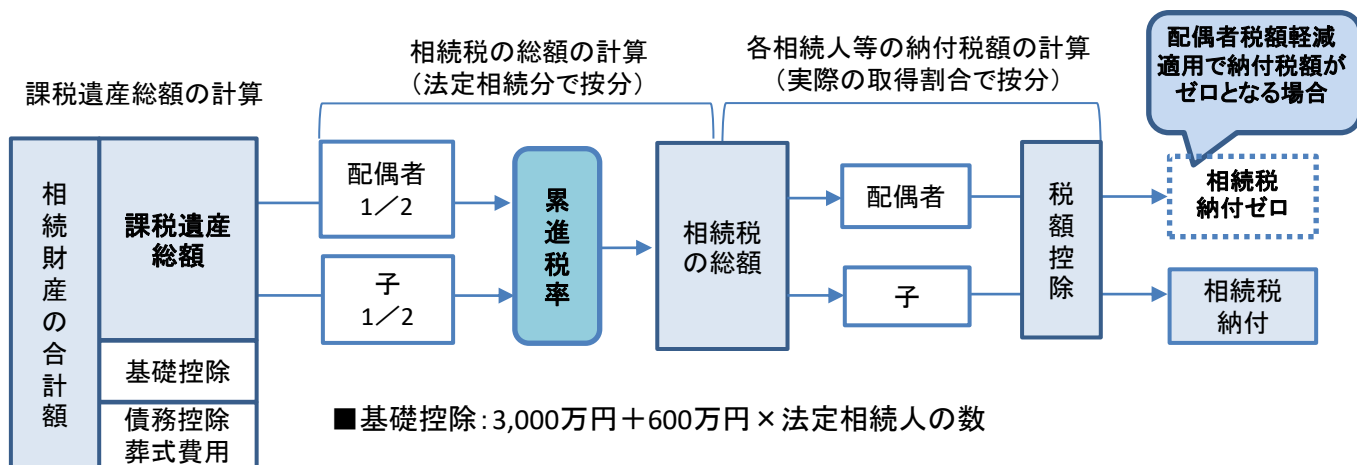 課税遺産総額の計算
相続税の総額の計算
（法定相続分で按分）
各相続人等の納付税額の計算
（実際の取得割合で按分）
配偶者税額軽減
適用で納付税額が
ゼロとなる場合
相続財産の合計額
課税遺産
総額
基礎控除
債務控除
葬式費用
配偶者
1／2
子
1／2
累進税率
相続税
の総額
配偶者
子
税額控除
相続税
納付ゼロ
相続税
納付
■基礎控除：3,000万円＋600万円×法定相続人の数